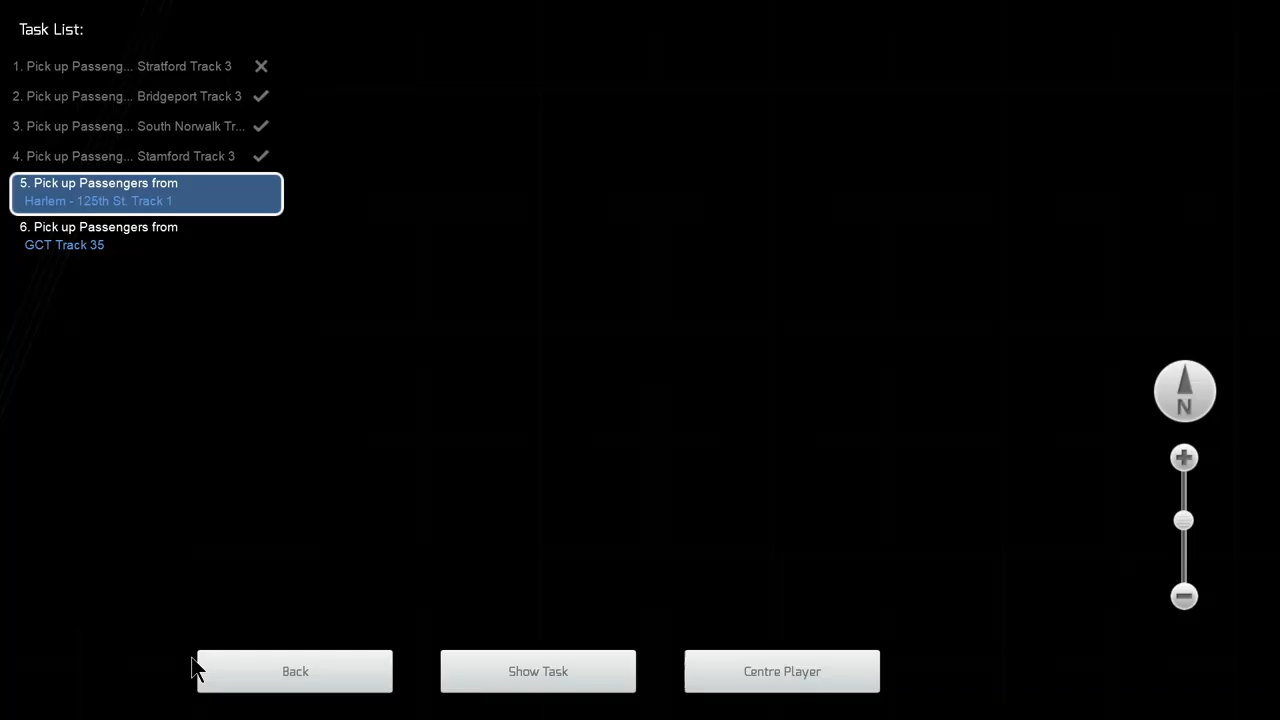 Task List:
1. Pick up Passeng... Stratford Track 3
2. Pick up Passeng... Bridgeport Track 3
3. Pick up Passeng... South Norwalk Tr...
4. Pick up Passeng... Stamford Track 3
5. Pick up Passengers from
Harlem - 125th St. Track 1
6. Pick up Passengers from
GCT Track 35
N
Back
Show Task
Centre Player